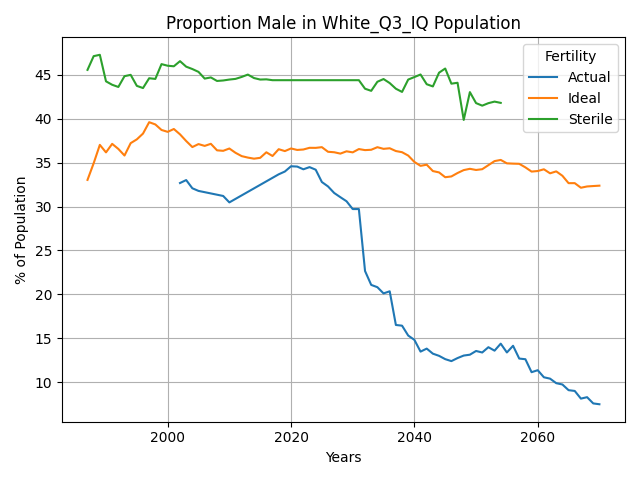 Proportion Male in White_Q3_IQ Population
Fertility
Actual
Ideal
Sterile
% of Population
45
40
35
30
25
20
15
10
2000
2020
2040
2060
Years